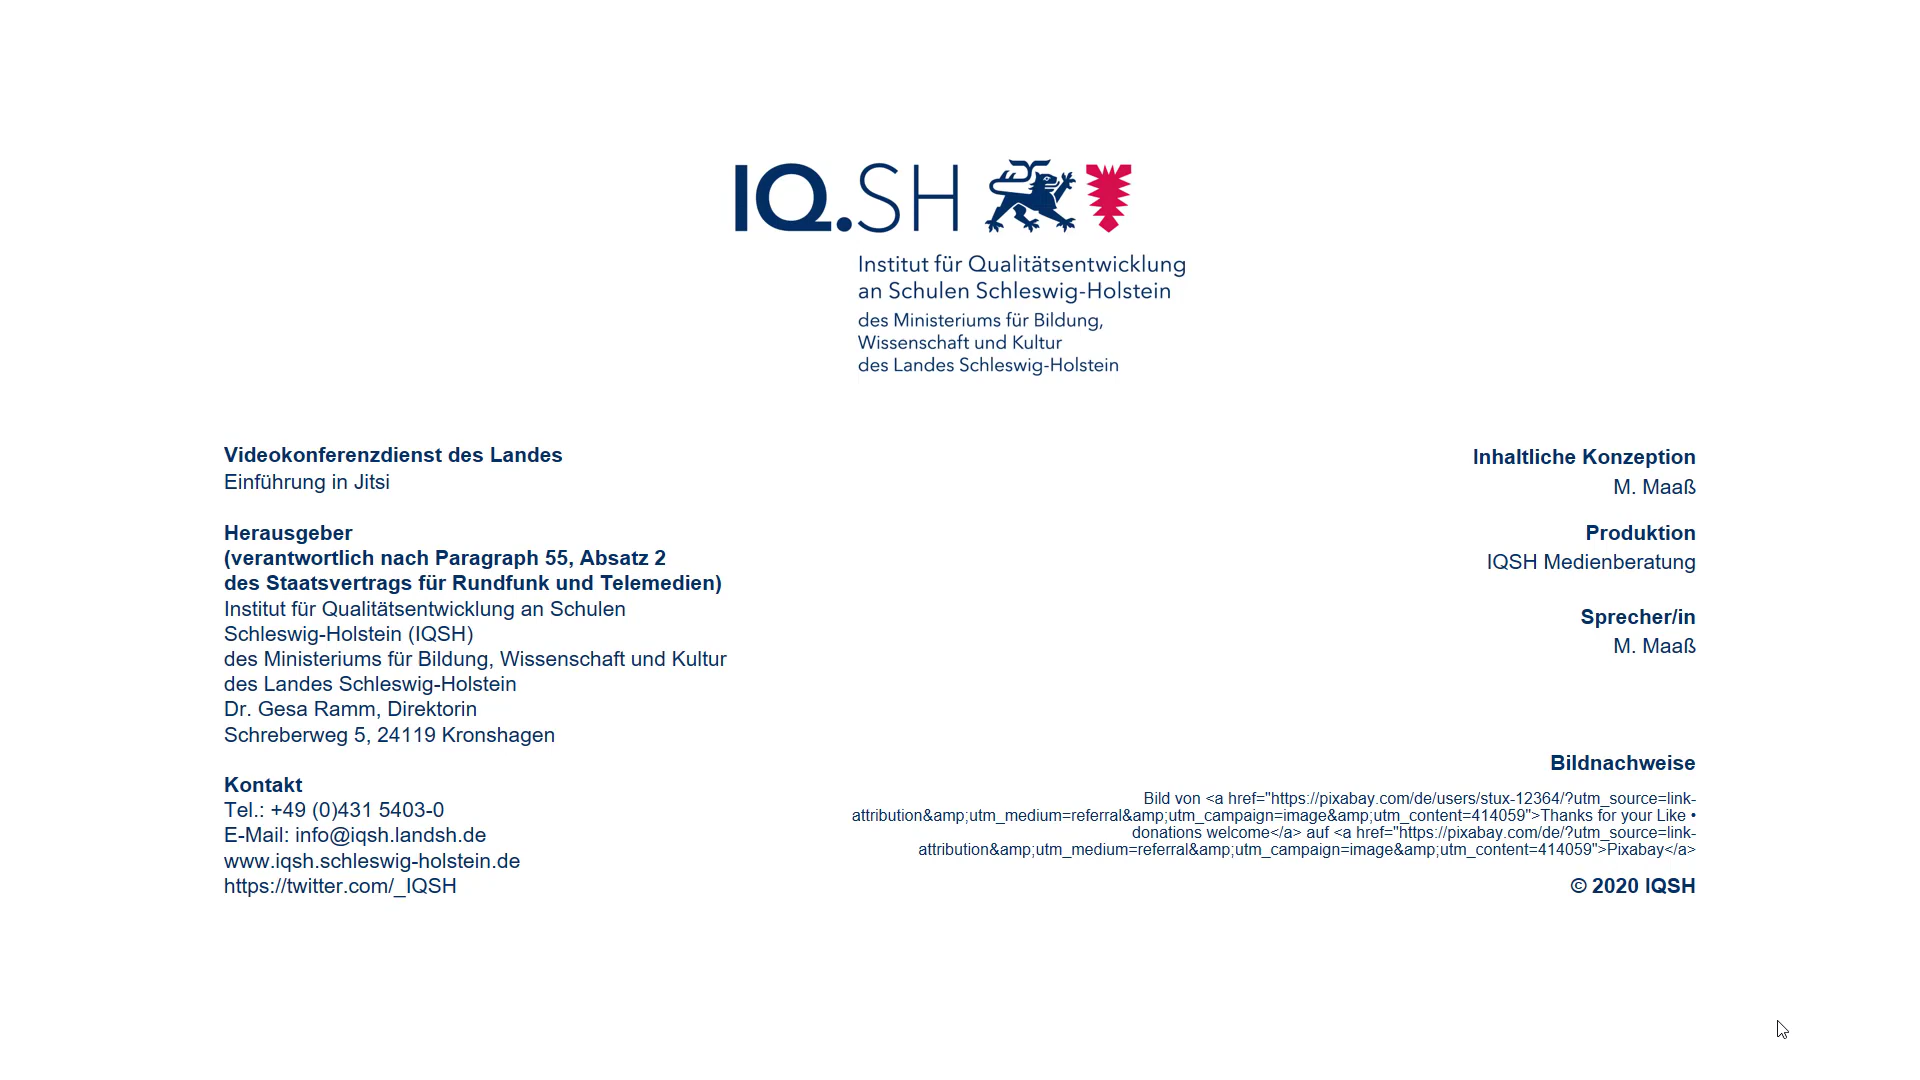 IQ.SH
Institut für Qualitätsentwicklung
an Schulen Schleswig-Holstein
des Ministeriums für Bildung,
Wissenschaft und Kultur
des Landes Schleswig-Holstein
Videokonferenzdienst des Landes
Einführung in Jitsi
Herausgeber
(verantwortlich nach Paragraph 55, Absatz 2
des Staatsvertrags für Rundfunk und Telemedien)
Institut für Qualitätsentwicklung an Schulen
Schleswig-Holstein (IQSH)
des Ministeriums für Bildung, Wissenschaft und Kultur
des Landes Schleswig-Holstein
Dr. Gesa Ramm, Direktorin
Schreberweg 5, 24119 Kronshagen
Kontakt
Tel.: +49 (0)431 5403-0
E-Mail: info@iqsh.landsh.de
www.iqsh.schleswig-holstein.de
https://twitter.com/_IQSH
Inhaltliche Konzeption
M. Maaß
Produktion
IQSH Medienberatung
Sprecher/in
M. Maaß
Bildnachweise
Bild von <a href="https://pixabay.com/de/users/stux-12364/?utm_source=link-
attribution&amp;utm_medium=referral&amp;utm_campaign=image&amp;utm_content=414059">Thanks for your Like •
donations welcome</a> auf <a href="https://pixabay.com/de/?utm_source=link-
attribution&amp;utm_medium=referral&amp;utm_campaign=image&amp;utm_content=414059">Pixabay</a>
© 2020 IQSH